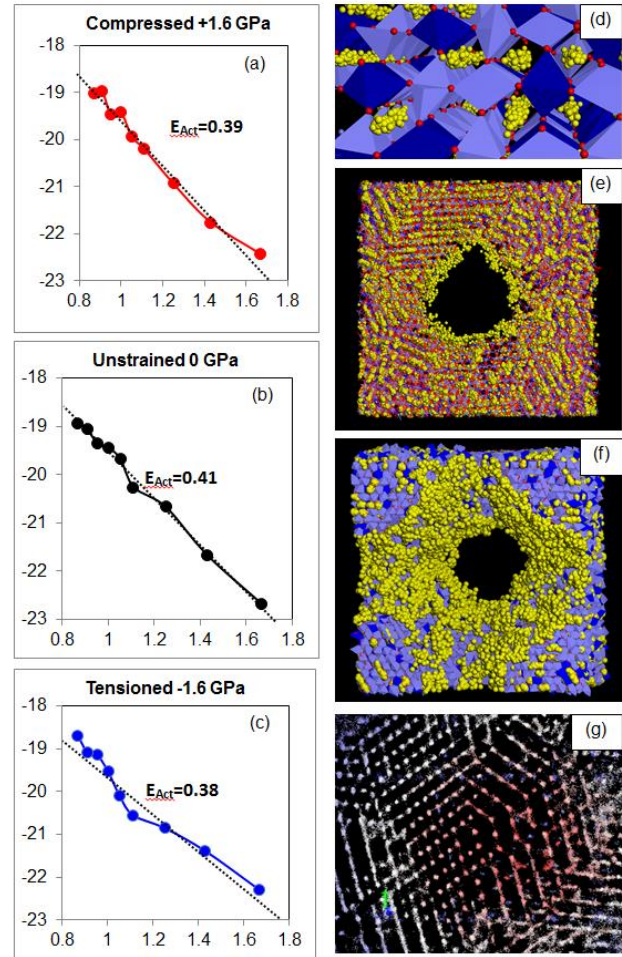 Compressed +1.6 GPa
(a)
-18
-19
-20
-21
-22
-23
E_Act=0.39
0.8 1 1.2 1.4 1.6 1.8
Unstrained 0 GPa
(b)
-18
-19
-20
-21
-22
-23
E_Act=0.41
0.8 1 1.2 1.4 1.6 1.8
Tensioned -1.6 GPa
(c)
-18
-19
-20
-21
-22
-23
E_Act=0.38
0.8 1 1.2 1.4 1.6 1.8
(d)
(e)
(f)
(g)